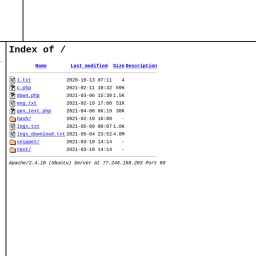 Index of /
Name Last modified Size Description
1.txt 2020-10-13 07:11 4
c.php 2021-02-11 10:32 59K
down.php 2021-03-06 15:30 1.5K
eng.txt 2021-02-19 17:00 51K
gen_text.php 2021-04-08 06:19 38K
hash/ 2021-02-19 16:00 -
logs.txt 2021-05-09 00:07 1.0K
logs_download.txt 2021-05-04 23:52 4.8M
snippet/ 2021-03-10 14:14 -
test/ 2021-03-10 14:14 -
Apache/2.4.18 (Ubuntu) Server at 77.246.158.203 Port 80